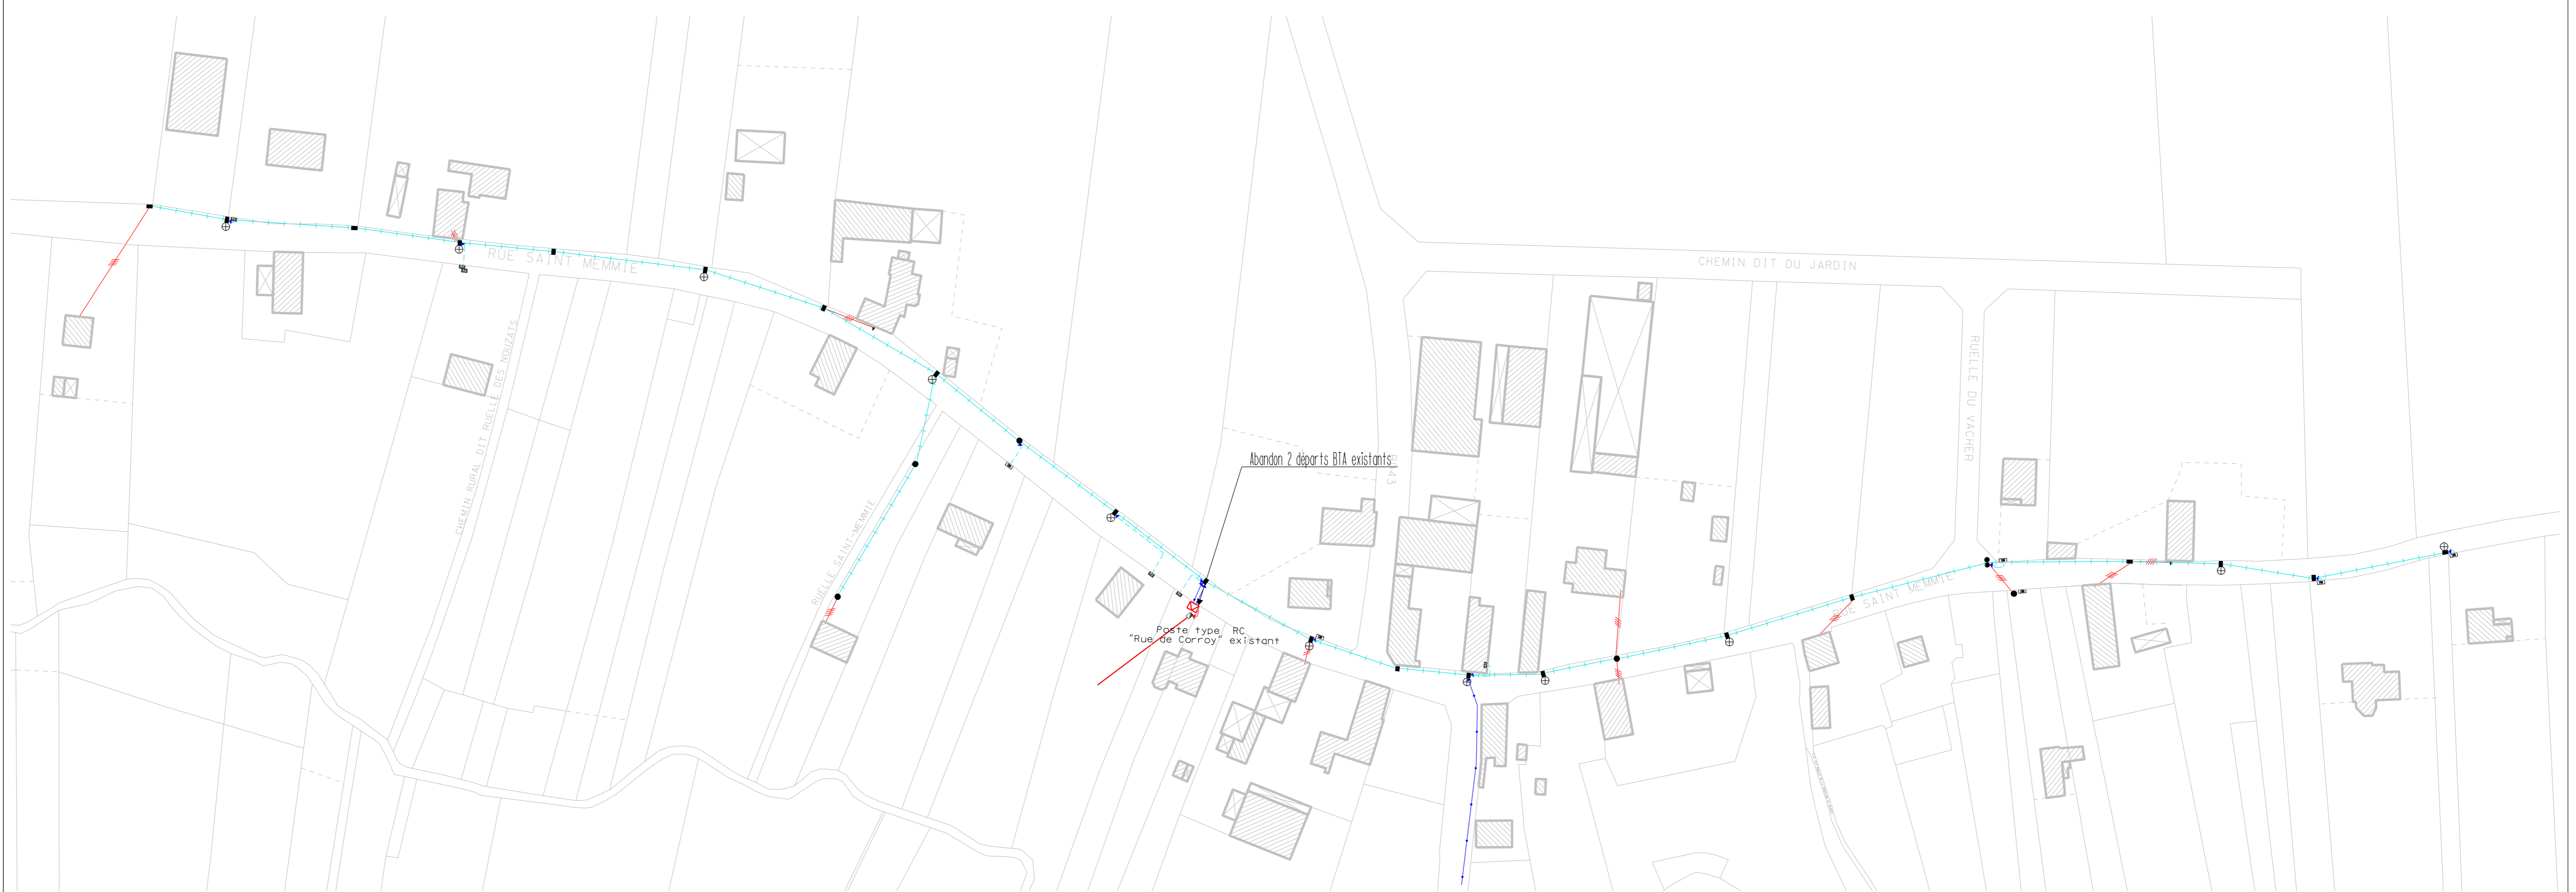 RUE SAINT MEMMIE
CHEMIN DIT DU JARDIN
CHEMIN RURAL DIT RUELLE DES NOUZATS
RUELLE DU VACHER
Abandon 2 départs BTA existants
RUELLE SAINT-MEMMIE
RUE SAINT MEMMIE
Poste type RC
"Rue de Corroy" existant